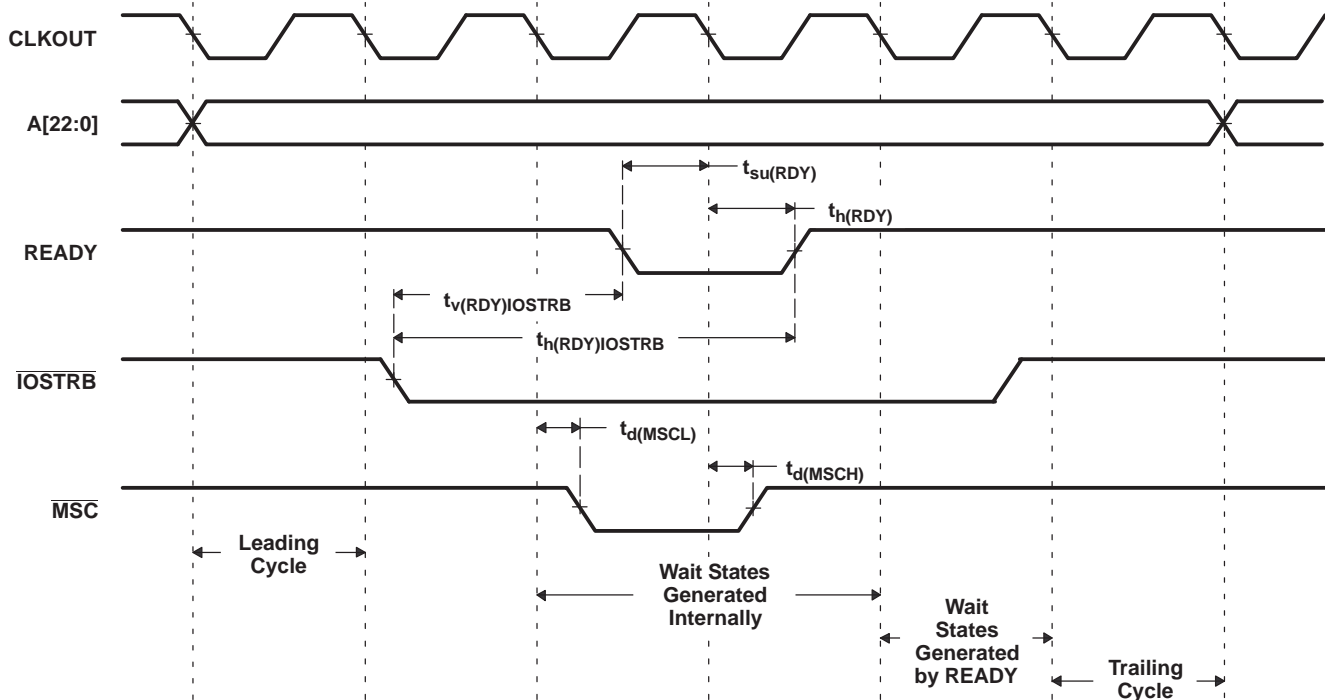 CLKOUT
A[22:0]
tsu(RDY)
th(RDY)
READY
tv(RDY)IOSTRB
th(RDY)IOSTRB
IOSTRB
td(MSCL)
td(MSCH)
MSC
Leading
Cycle
Wait States
Generated
Internally
Wait
States
Generated
by READY
Trailing
Cycle